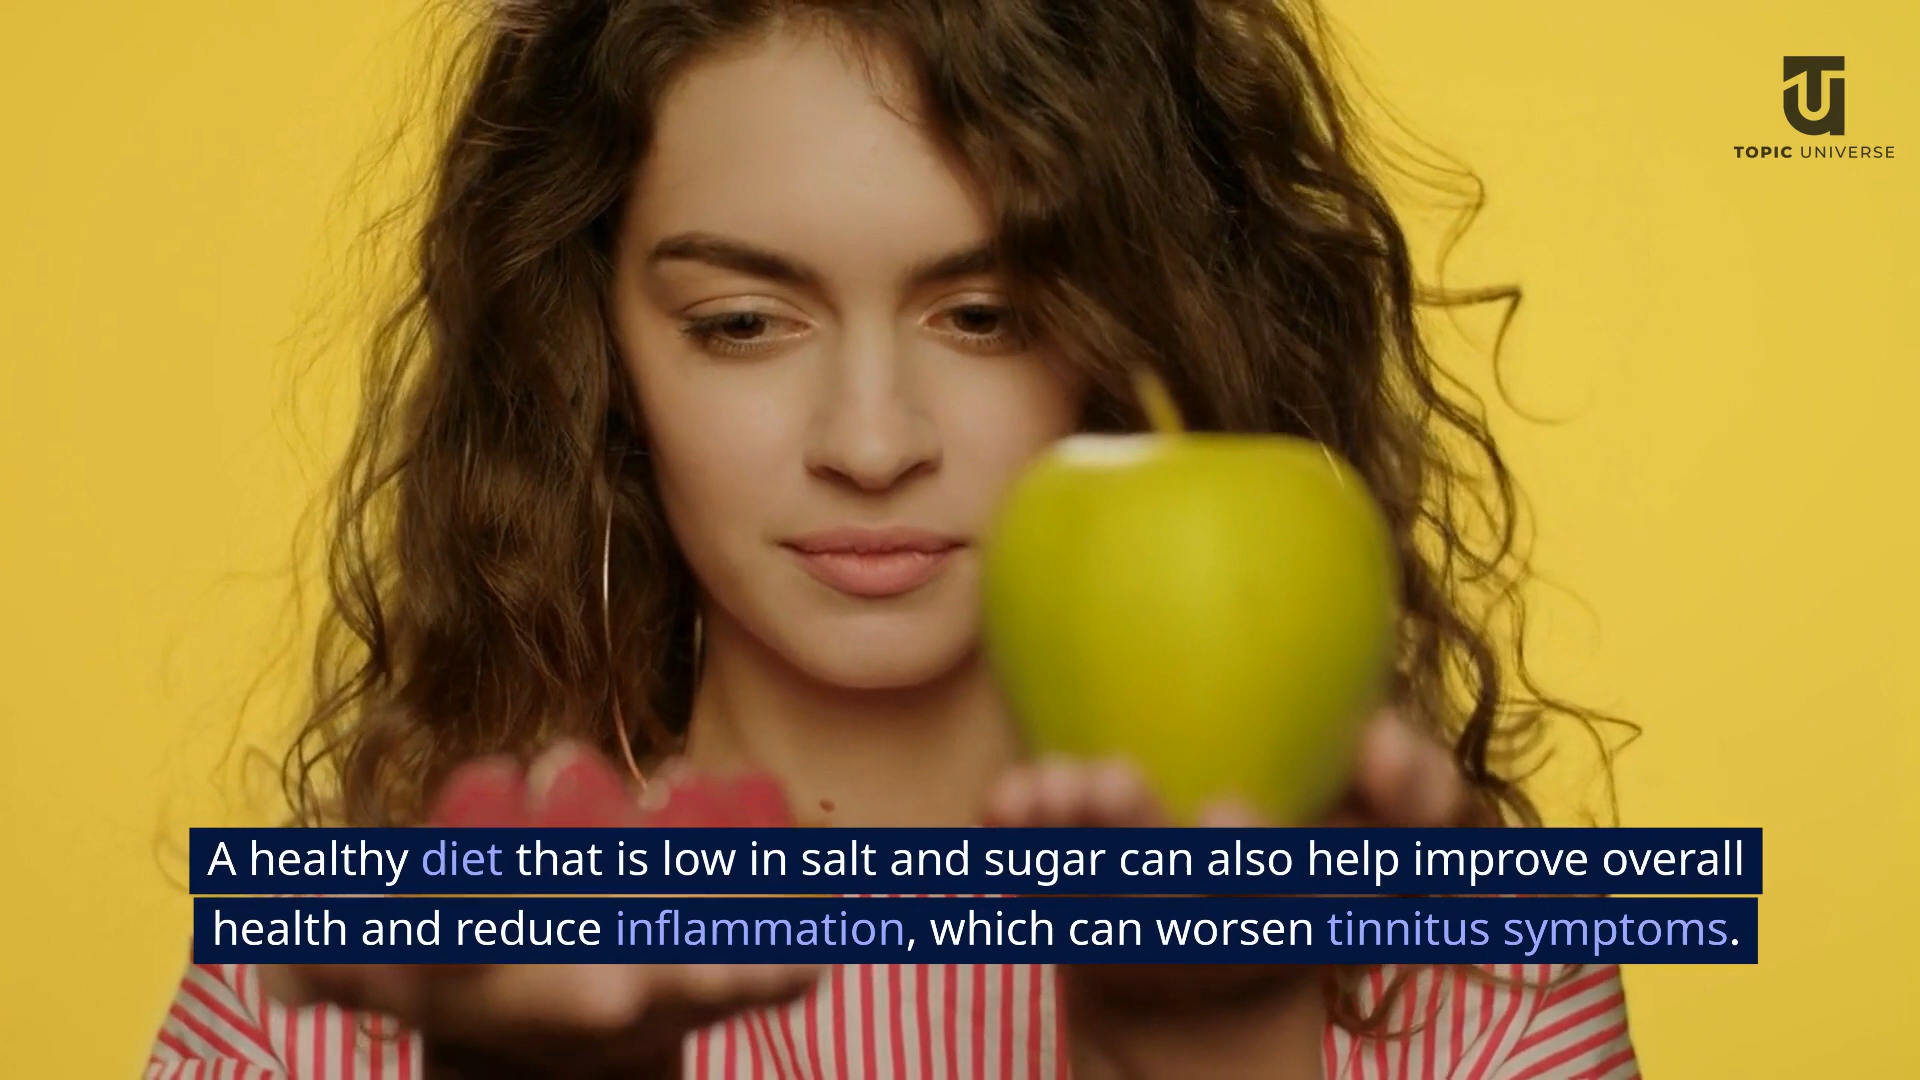 TU
TOPIC UNIVERSE
A healthy diet that is low in salt and sugar can also help improve overall
health and reduce inflammation, which can worsen tinnitus symptoms.